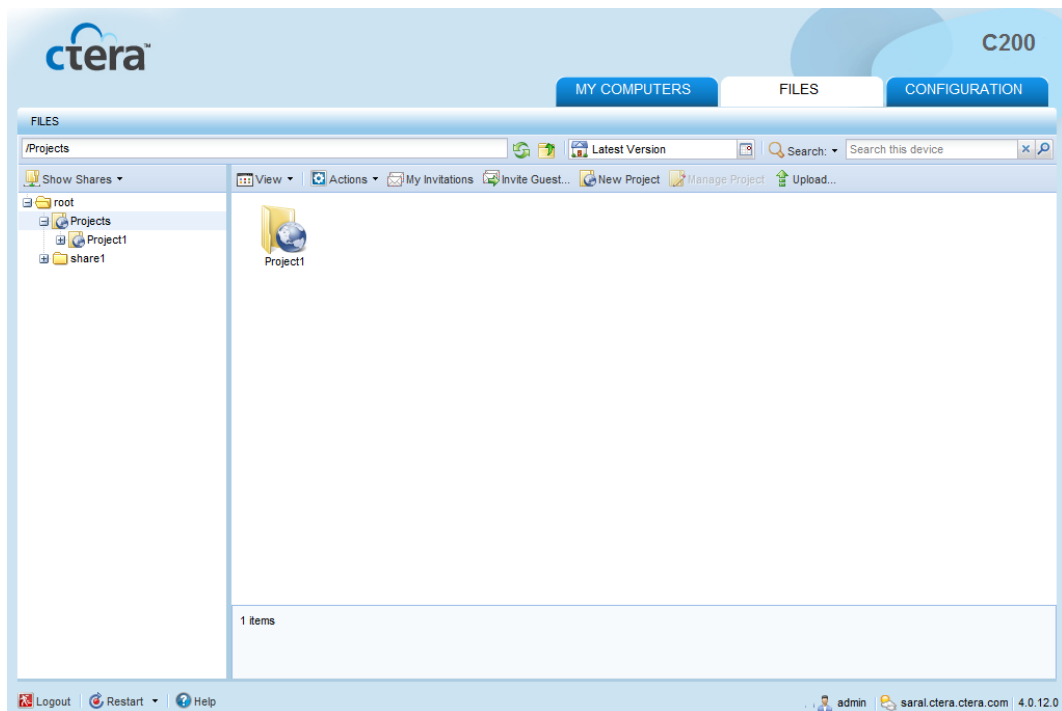 ctera™
C200
MY COMPUTERS FILES CONFIGURATION
FILES
/Projects Latest Version Search: Search this device
Show Shares View Actions My Invitations Invite Guest... New Project Manage Project Upload...
root
Projects
Project1
share1
Project1
1 items
Logout Restart Help admin saral.ctera.ctera.com 4.0.12.0